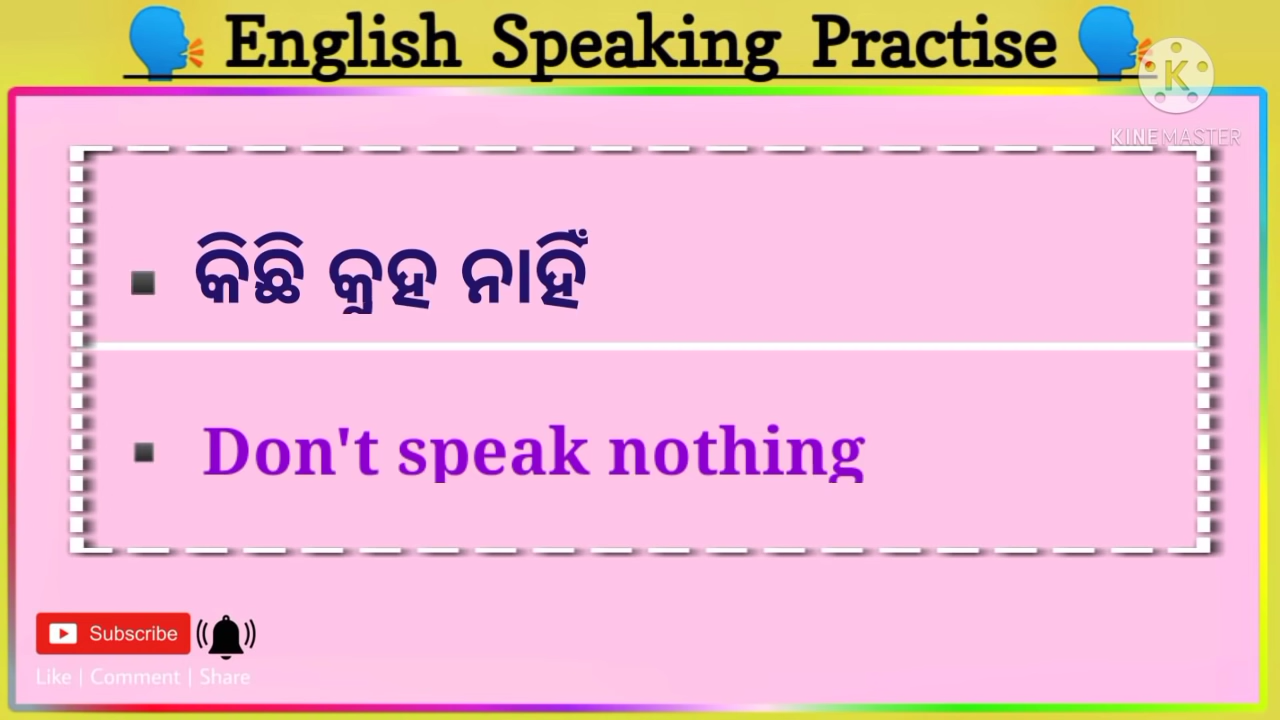 English Speaking Practise
KINEMASTER
କିଛି କୁହ ନାହିଁ
Don't speak nothing
Subscribe
Like | Comment | Share